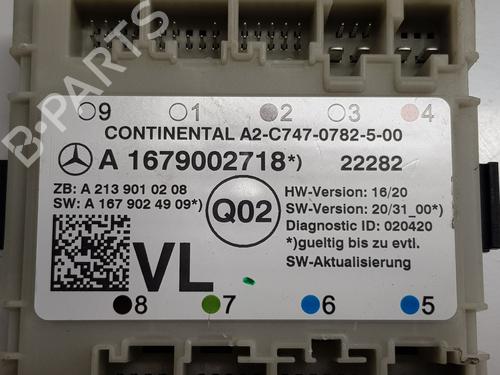 B-PARTS
9 1 2 3 4
CONTINENTAL A2-C747-0782-5-00
A 1679002718*) 22282
ZB: A 213 901 02 08
SW: A 167 902 49 09*)
Q02
HW-Version: 16/20
SW-Version: 20/31_00*)
Diagnostic ID: 020420
*)gueltig bis zu evtl.
SW-Aktualisierung
VL
8 7 6 5